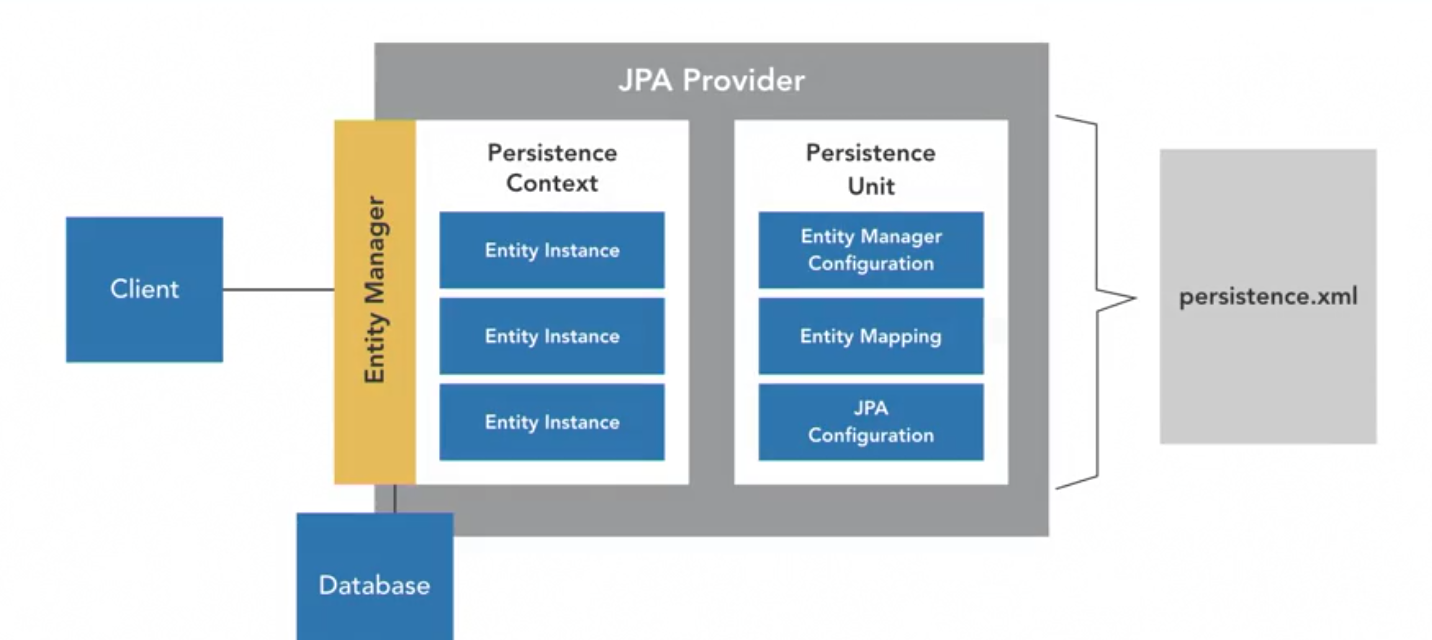 JPA Provider
Persistence
Context
Persistence
Unit
Entity Manager
Entity Instance
Entity Instance
Entity Instance
Entity Manager
Configuration
Entity Mapping
JPA
Configuration
Client
persistence.xml
Database